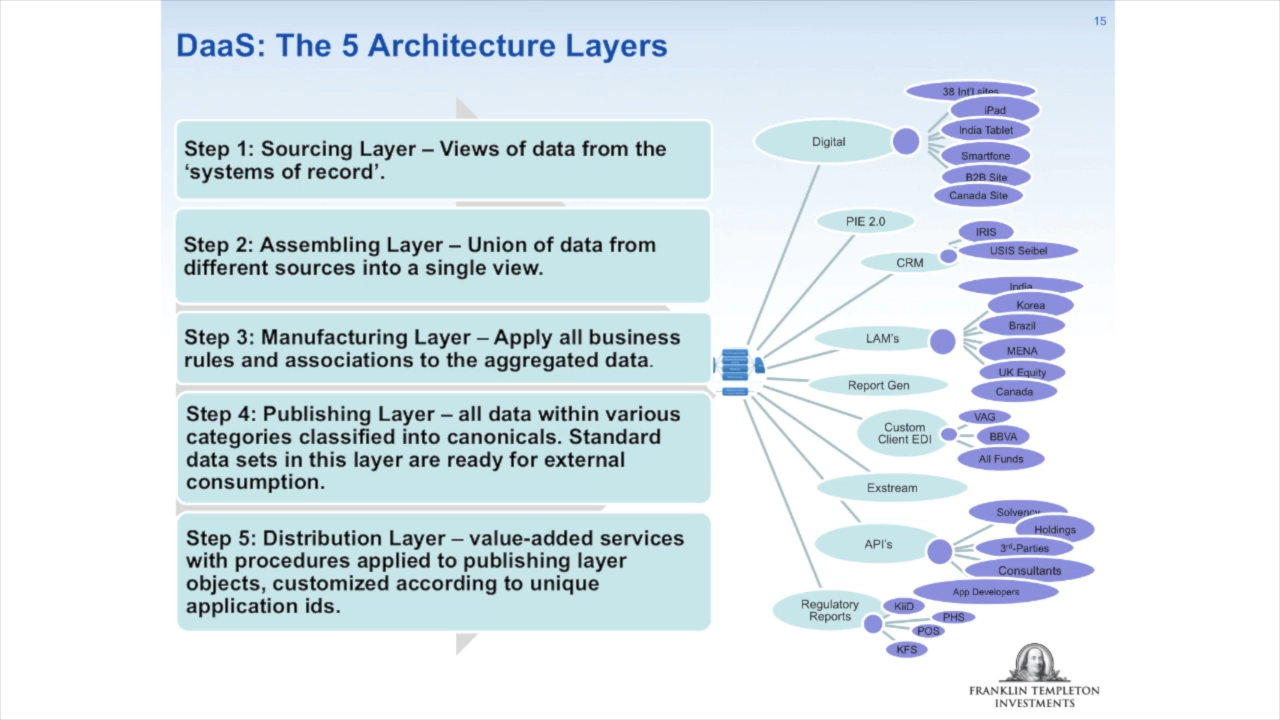 15
DaaS: The 5 Architecture Layers
Step 1: Sourcing Layer – Views of data from the
‘systems of record’.
Step 2: Assembling Layer – Union of data from
different sources into a single view.
Step 3: Manufacturing Layer – Apply all business
rules and associations to the aggregated data.
Step 4: Publishing Layer – all data within various
categories classified into canonicals. Standard
data sets in this layer are ready for external
consumption.
Step 5: Distribution Layer – value-added services
with procedures applied to publishing layer
objects, customized according to unique
application ids.
Digital
38 Int'l sites
iPad
India Tablet
Smartfone
B2B Site
Canada Site
PIE 2.0
CRM
IRIS
USIS Seibel
LAM's
India
Korea
Brazil
MENA
UK Equity
Canada
Report Gen
Custom
Client EDI
VAG
BBVA
All Funds
Exstream
API's
Solvency
Holdings
3rd-Parties
Consultants
App Developers
Regulatory
Reports
KiiD
PHS
POS
KFS
FRANKLIN TEMPLETON
INVESTMENTS